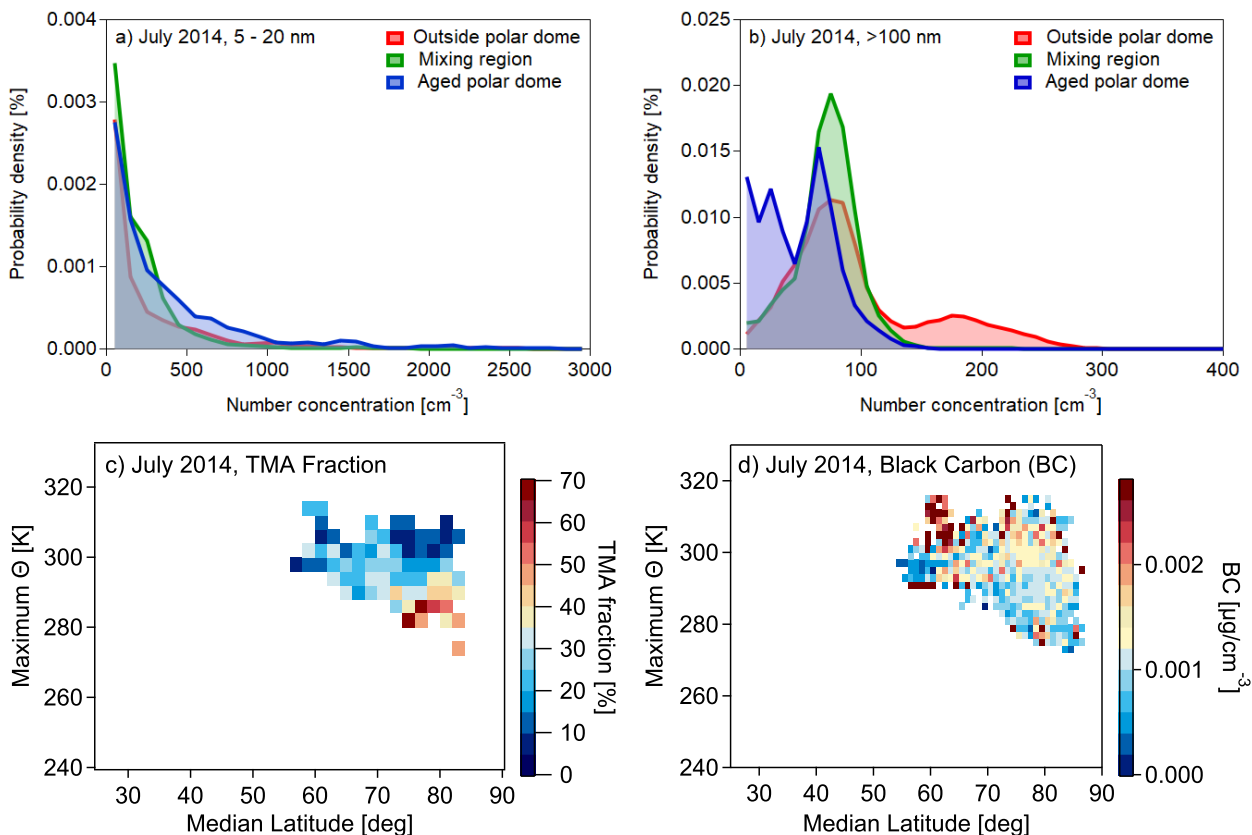 a) July 2014, 5 - 20 nm
Outside polar dome
Mixing region
Aged polar dome
0.004
0.003
0.002
0.001
0.000
Probability density [%]
0
500
1000
1500
2000
2500
3000
Number concentration [cm-3]
b) July 2014, >100 nm
Outside polar dome
Mixing region
Aged polar dome
0.025
0.020
0.015
0.010
0.005
0.000
Probability density [%]
0
100
200
300
400
Number concentration [cm-3]
c) July 2014, TMA Fraction
320
300
280
260
240
Maximum Θ [K]
30
40
50
60
70
80
90
Median Latitude [deg]
70
60
50
40
30
20
10
0
TMA fraction [%]
d) July 2014, Black Carbon (BC)
320
300
280
260
240
Maximum Θ [K]
30
40
50
60
70
80
90
Median Latitude [deg]
0.002
0.001
0.000
BC [µg/cm-3]